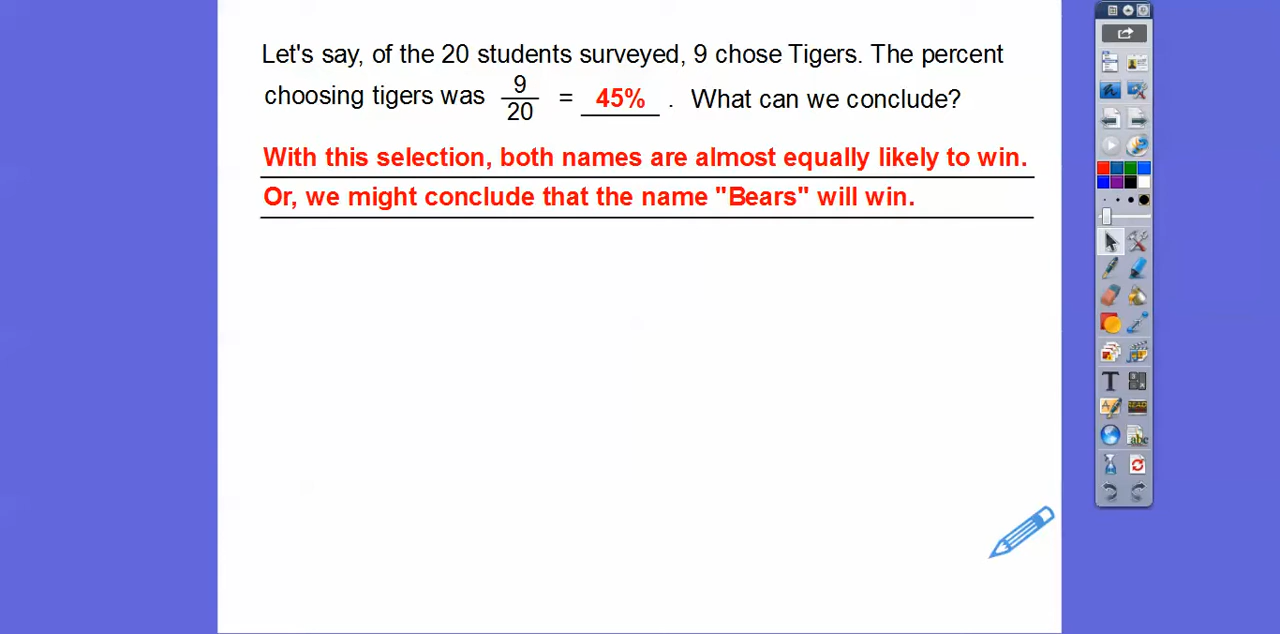 Let's say, of the 20 students surveyed, 9 chose Tigers. The percent
choosing tigers was 9/20 = 45% . What can we conclude?
With this selection, both names are almost equally likely to win.
Or, we might conclude that the name "Bears" will win.
T
abc